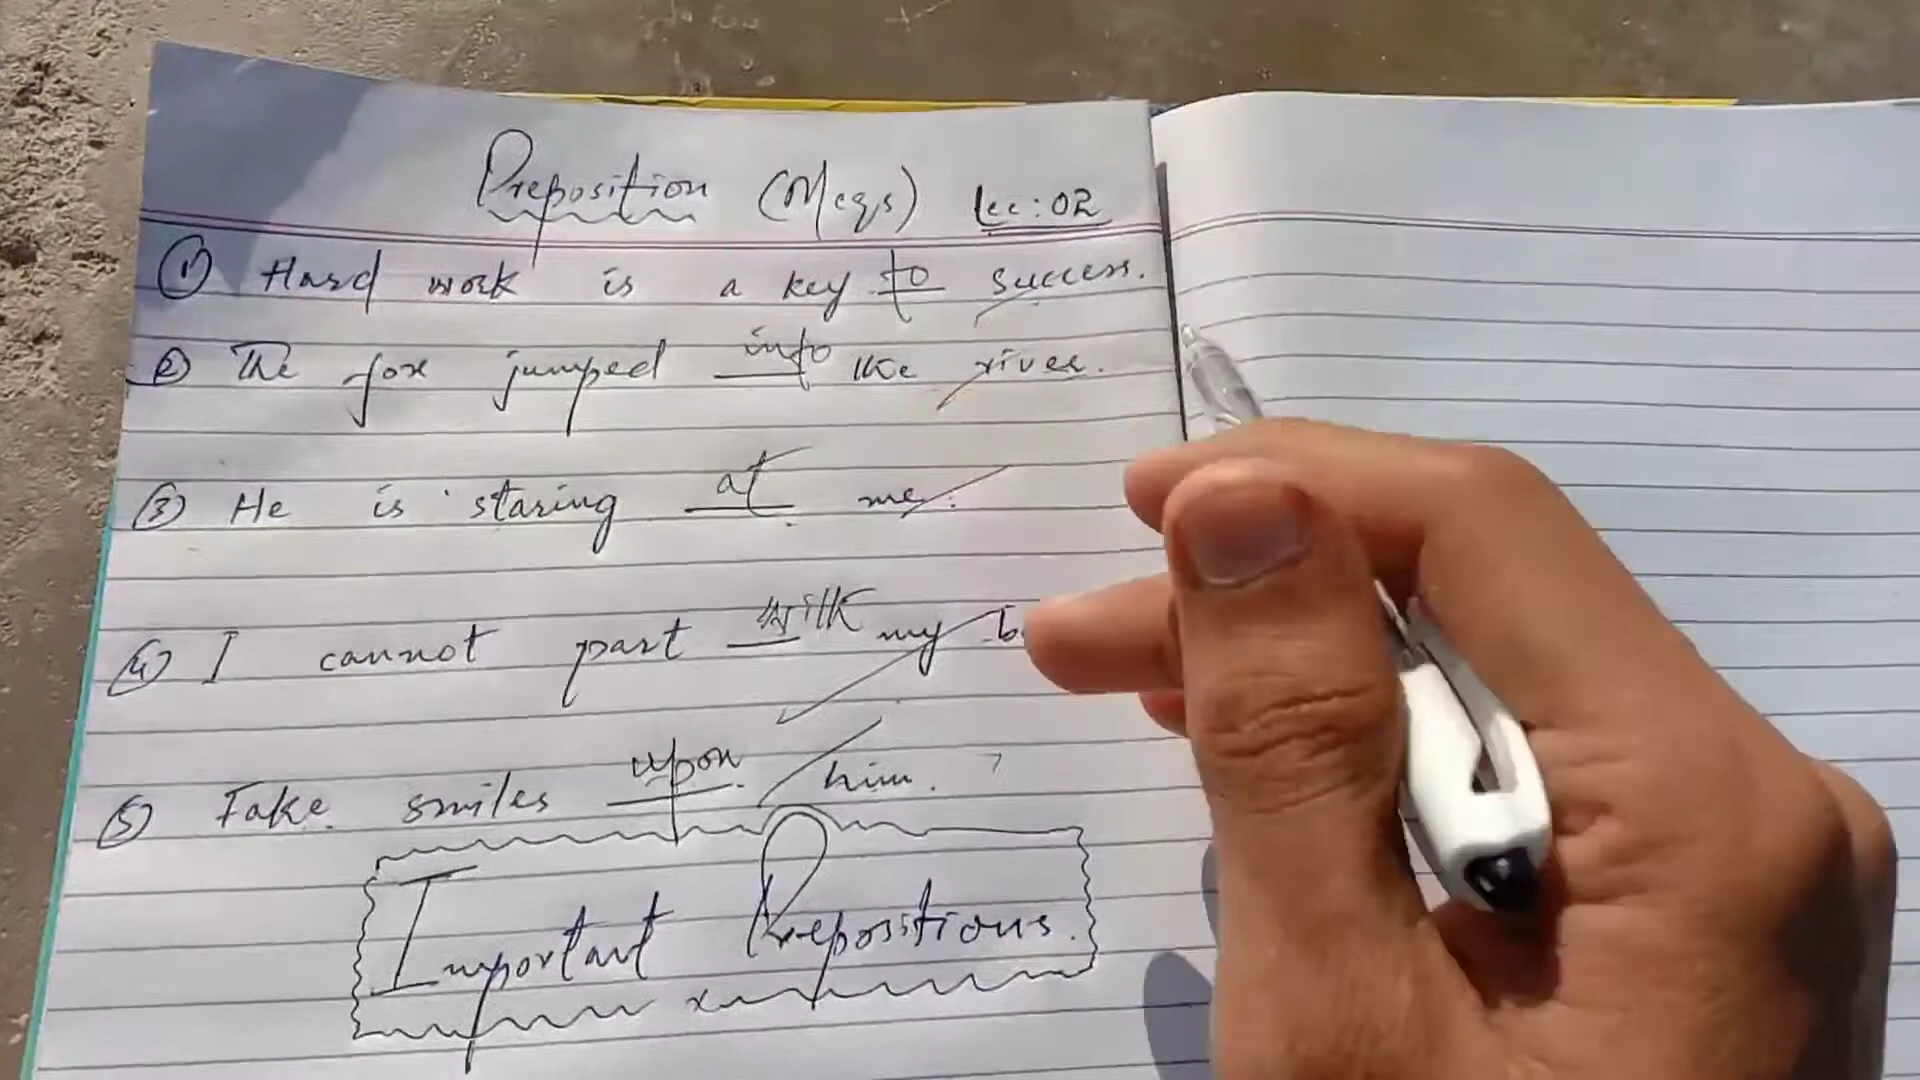 Preposition (Mcqs) Lec:02
① Hard work is a key to success.
② The fox jumped into the river.
③ He is staring at me.
④ I cannot part with my
⑤ Fake smiles upon him.
Important Prepositions.